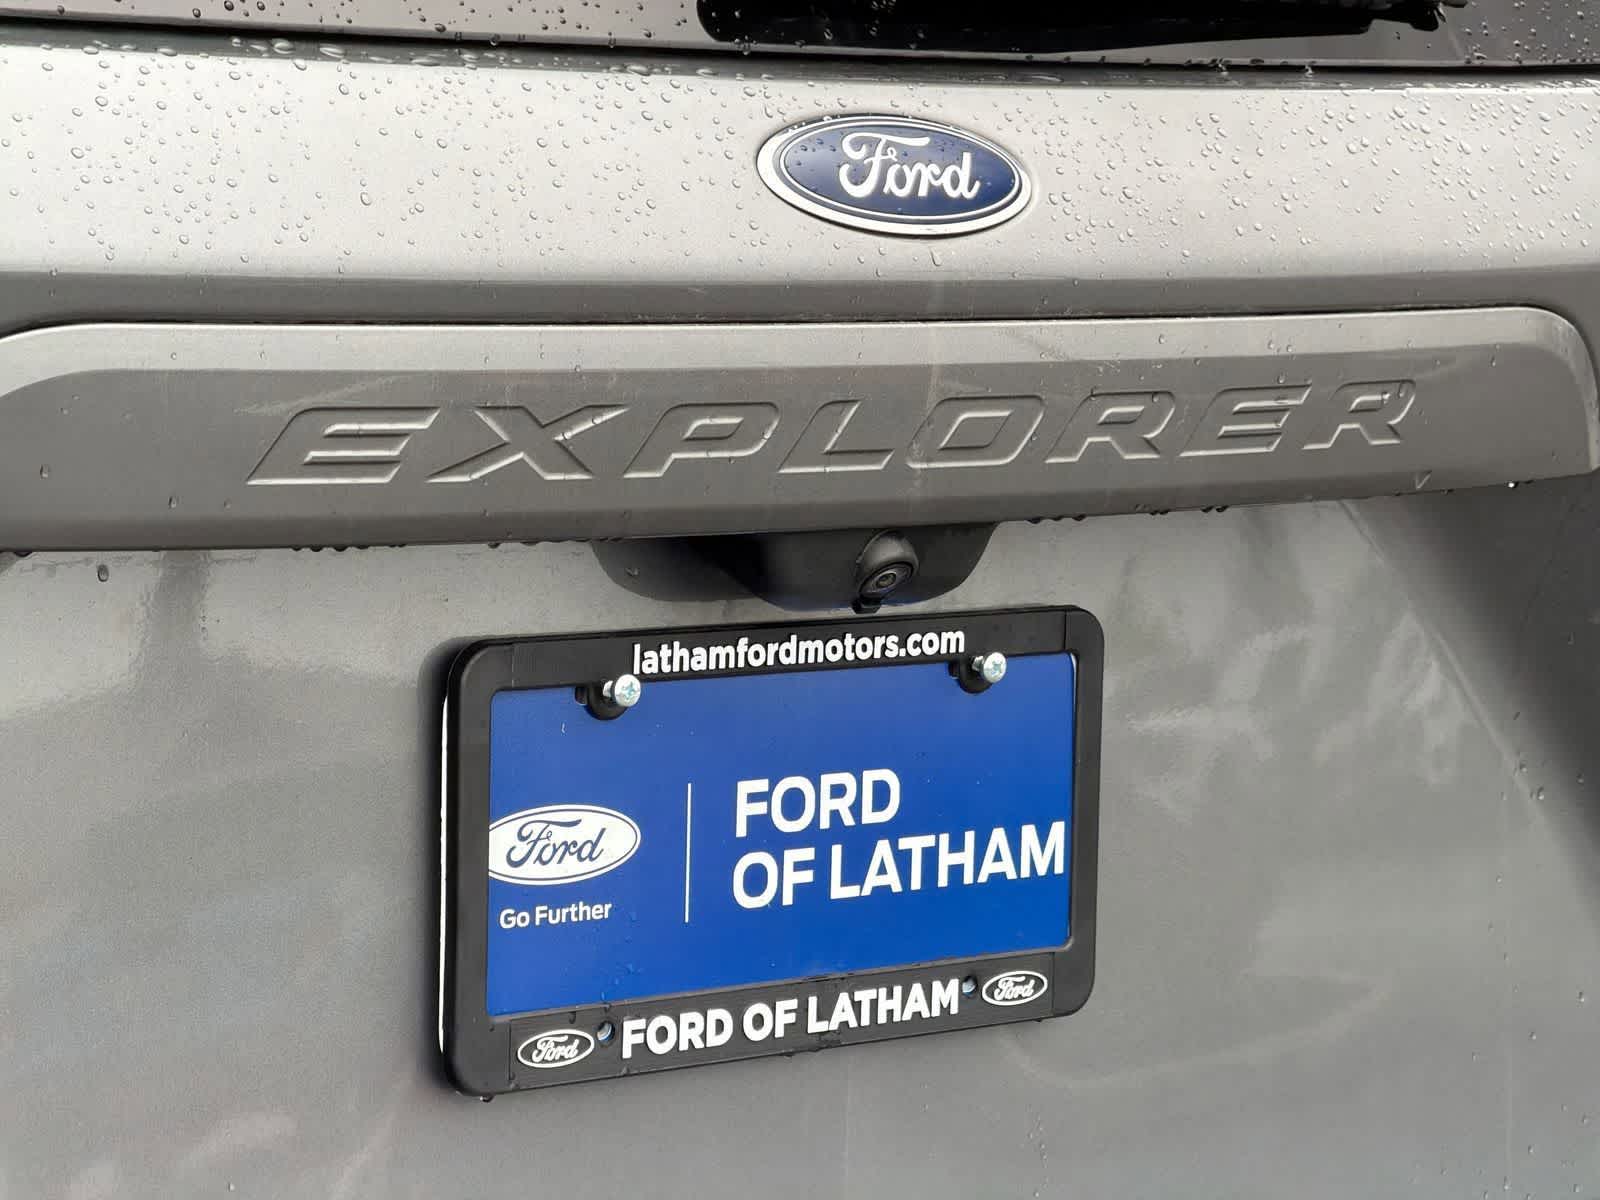 Ford
EXPLORER
lathamfordmotors.com
FORD
OF LATHAM
Ford
Go Further
Ford
FORD OF LATHAM
Ford